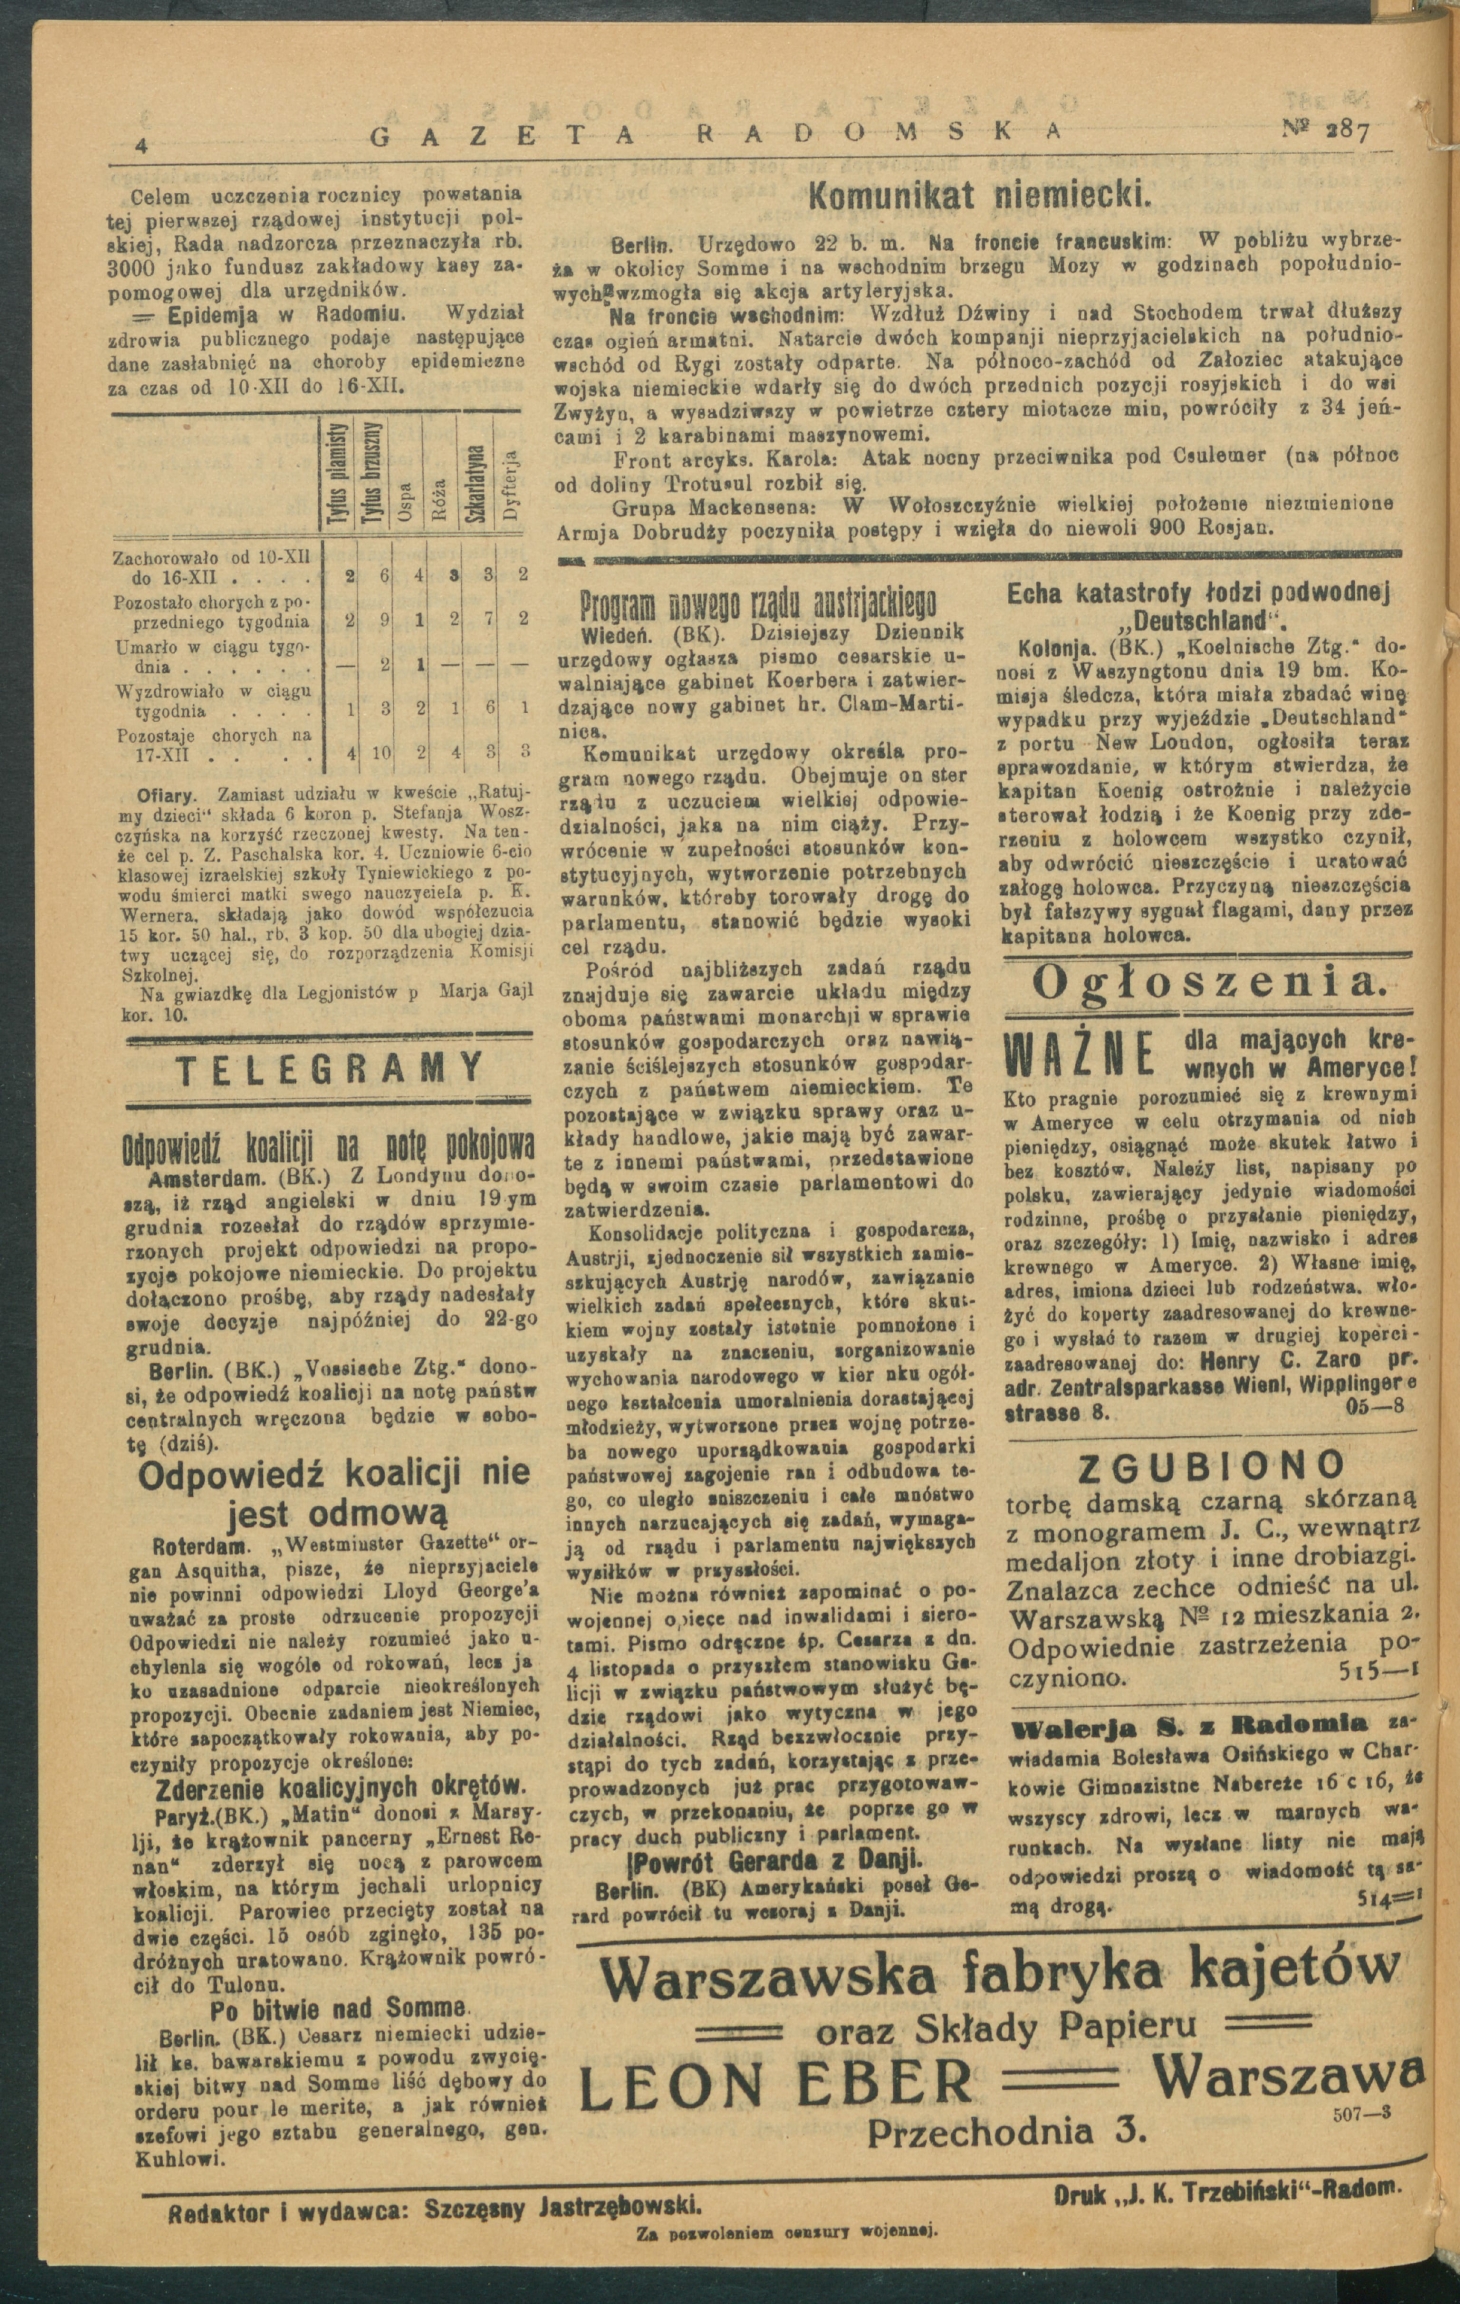 4
GAZETA RADOMSKA
№ 287
Celem uczczenia rocznicy powstania
tej pierwszej rządowej instytucji pol-
skiej, Rada nadzorcza przeznaczyła rb.
3000 jako fundusz zakładowy kasy za-
pomogowej dla urzędników.
= Epidemja w Radomiu. Wydział
zdrowia publicznego podaje następujące
dane zasłabnięć na choroby epidemiczne
za czas od 10-XII do 16-XII.
Tyfus plamisty
Tyfus brzuszny
Ospa
Róża
Szkarlatyna
Dyfterja
Zachorowało od 10-XII
do 16-XII . . . . 2 6 4 3 3 2
Pozostało chorych z po-
przedniego tygodnia 2 9 1 2 7 2
Umarło w ciągu tygo-
dnia . . . . . . — 2 1 — — —
Wyzdrowiało w ciągu
tygodnia . . . . 1 3 2 1 6 1
Pozostaje chorych na
17-XII . . . . 4 10 2 4 3 3
Ofiary. Zamiast udziału w kweście „Ratuj-
my dzieci“ składa 6 koron p. Stefanja Wosz-
czyńska na korzyść rzeczonej kwesty. Na ten-
że cel p. Z. Paschalska kor. 4. Uczniowie 6-cio
klasowej izraelskiej szkoły Tyniewickiego z po-
wodu śmierci matki swego nauczyciela p. K.
Wernera, składają jako dowód współczucia
15 kor. 50 hal., rb, 3 kop. 50 dla ubogiej dzia-
twy uczącej się, do rozporządzenia Komisji
Szkolnej.
Na gwiazdkę dla Legjonistów p Marja Gajl
kor. 10.
TELEGRAMY
Odpowiedź koalicji na notę pokojowa
Amsterdam. (BK.) Z Londynu dono-
szą, iż rząd angielski w dniu 19 ym
grudnia rozesłał do rządów sprzymie-
rzonych projekt odpowiedzi na propo-
zycje pokojowe niemieckie. Do projektu
dołączono prośbę, aby rządy nadesłały
swoje decyzje najpóźniej do 22-go
grudnia.
Berlin. (BK.) „Vossische Ztg.“ dono-
si, że odpowiedź koalicji na notę państw
centralnych wręczona będzie w sobo-
tę (dziś).
Odpowiedź koalicji nie
jest odmową
Roterdam. „Westminster Gazette“ or-
gan Asquitha, pisze, że nieprzyjaciele
nie powinni odpowiedzi Lloyd George'a
uważać za proste odrzucenie propozycji
Odpowiedzi nie należy rozumieć jako u-
chylenia się wogóle od rokowań, lecz ja
ko uzasadnione odparcie nieokreślonych
propozycji. Obecnie zadaniem jest Niemiec,
które zapoczątkowały rokowania, aby po-
czyniły propozycje określone:
Zderzenie koalicyjnych okrętów.
Paryż.(BK.) „Matin“ donosi z Marsy-
lji, że krążownik pancerny „Ernest Re-
nan“ zderzył się nocą z parowcem
włoskim, na którym jechali urlopnicy
koalicji. Parowiec przecięty został na
dwie części. 15 osób zginęło, 135 po-
dróżnych uratowano. Krążownik powró-
cił do Tulonu.
Po bitwie nad Somme.
Berlin. (BK.) Cesarz niemiecki udzie-
lił ks. bawarskiemu z powodu zwycię-
skiej bitwy nad Somme liść dębowy do
orderu pour le merite, a jak również
szefowi jego sztabu generalnego, gen.
Kuhlowi.
Komunikat niemiecki.
Berlin. Urzędowo 22 b. m. Na froncie francuskim: W pobliżu wybrze-
ża w okolicy Somme i na wschodnim brzegu Mozy w godzinach popołudnio-
wych wzmogła się akcja artyleryjska.
Na froncie wschodnim: Wzdłuż Dźwiny i nad Stochodem trwał dłuższy
czas ogień armatni. Natarcie dwóch kompanji nieprzyjacielskich na południo-
wschód od Rygi zostały odparte. Na północo-zachód od Załoziec atakujące
wojska niemieckie wdarły się do dwóch przednich pozycji rosyjskich i do wsi
Zwyżyn, a wysadziwszy w powietrze cztery miotacze min, powróciły z 34 jeń-
cami i 2 karabinami maszynowemi.
Front arcyks. Karola: Atak nocny przeciwnika pod Csulemer (na północ
od doliny Trotusul rozbił się.
Grupa Mackensena: W Wołoszczyźnie wielkiej położenie niezmienione
Armja Dobrudży poczyniła postępy i wzięła do niewoli 900 Rosjan.
Program nowego rządu austrjackiego
Wiedeń. (BK). Dzisiejszy Dziennik
urzędowy ogłasza pismo cesarskie u-
walniające gabinet Koerbera i zatwier-
dzające nowy gabinet hr. Clam-Marti-
nica.
Komunikat urzędowy określa pro-
gram nowego rządu. Obejmuje on ster
rządu z uczuciem wielkiej odpowie-
dzialności, jaka na nim ciąży. Przy-
wrócenie w zupełności stosunków kon-
stytucyjnych, wytworzenie potrzebnych
warunków, któreby torowały drogę do
parlamentu, stanowić będzie wysoki
cel rządu.
Pośród najbliższych zadań rządu
znajduje się zawarcie układu między
oboma państwami monarchji w sprawie
stosunków gospodarczych oraz nawią-
zanie ściślejszych stosunków gospodar-
czych z państwem niemieckiem. Te
pozostające w związku sprawy oraz u-
kłady handlowe, jakie mają być zawar-
te z innemi państwami, przedstawione
będą w swoim czasie parlamentowi do
zatwierdzenia.
Konsolidacje polityczna i gospodarcza,
Austrji, zjednoczenie sił wszystkich zamie-
szkujących Austrję narodów, zawiązanie
wielkich zadań społecznych, które skut-
kiem wojny zostały istotnie pomnożone i
uzyskały na znaczeniu, zorganizowanie
wychowania narodowego w kier nku ogól-
nego kształcenia umoralnienia dorastającej
młodzieży, wytworzone przez wojnę potrze-
ba nowego uporządkowania gospodarki
państwowej zagojenie ran i odbudowa te-
go, co uległo zniszczeniu i całe mnóstwo
innych narzucających się zadań, wymaga-
ją od rządu i parlamentu największych
wysiłków w przyszłości.
Nie można również zapominać o po-
wojennej opiece nad inwalidami i siero-
tami. Pismo odręczne śp. Cesarza z dn.
4 listopada o przyszłem stanowisku Ga-
licji w związku państwowym służyć bę-
dzie rządowi jako wytyczna w jego
działalności. Rząd bezzwłocznie przy-
stąpi do tych zadań, korzystając z prze-
prowadzonych już prac przygotowaw-
czych, w przekonaniu, że poprze go w
pracy duch publiczny i parlament.
Powrót Gerarda z Danji.
Berlin. (BK) Amerykański poseł Ge-
rard powrócił tu wczoraj z Danji.
Echa katastrofy łodzi podwodnej
„Deutschland“.
Kolonja. (BK.) „Koelnische Ztg.“ do-
nosi z Waszyngtonu dnia 19 bm. Ko-
misja śledcza, która miała zbadać winę
wypadku przy wyjeździe „Deutschland“
z portu New London, ogłosiła teraz
sprawozdanie, w którym stwierdza, że
kapitan Koenig ostrożnie i należycie
sterował łodzią i że Koenig przy zde-
rzeniu z holowcem wszystko czynił,
aby odwrócić nieszczęście i uratować
załogę holowca. Przyczyną nieszczęścia
był fałszywy sygnał flagami, dany przez
kapitana holowca.
Ogłoszenia.
WAŻNE dla mających kre-
wnych w Ameryce!
Kto pragnie porozumieć się z krewnymi
w Ameryce w celu otrzymania od nich
pieniędzy, osiągnąć może skutek łatwo i
bez kosztów. Należy list, napisany po
polsku, zawierający jedynie wiadomości
rodzinne, prośbę o przysłanie pieniędzy,
oraz szczegóły: 1) Imię, nazwisko i adres
krewnego w Ameryce. 2) Własne imię,
adres, imiona dzieci lub rodzeństwa. wło-
żyć do koperty zaadresowanej do krewne-
go i wysłać to razem w drugiej koperci-
zaadresowanej do: Henry C. Zaro pr.
adr. Zentralsparkasse Wienl, Wipplinger e
strasse 8. 05—8
ZGUBIONO
torbę damską czarną skórzaną
z monogramem J. C., wewnątrz
medaljon złoty i inne drobiazgi.
Znalazca zechce odnieść na ul.
Warszawską № 12 mieszkania 2.
Odpowiednie zastrzeżenia po-
czyniono. 515—1
Walerja S. z Radomia za-
wiadamia Bolesława Osińskiego w Char-
kowie Gimnazistne Nabereże 16 c 16, że
wszyscy zdrowi, lecz w marnych wa-
runkach. Na wysłane listy nie mają
odpowiedzi proszą o wiadomość tą sa-
mą drogą. 514=1
Warszawska fabryka kajetów
oraz Składy Papieru
LEON EBER Warszawa
Przechodnia 3.
507—3
Redaktor i wydawca: Szczęsny Jastrzębowski.
Druk „J. K. Trzebiński“-Radom.
Za pozwoleniem cenzury wojennej.